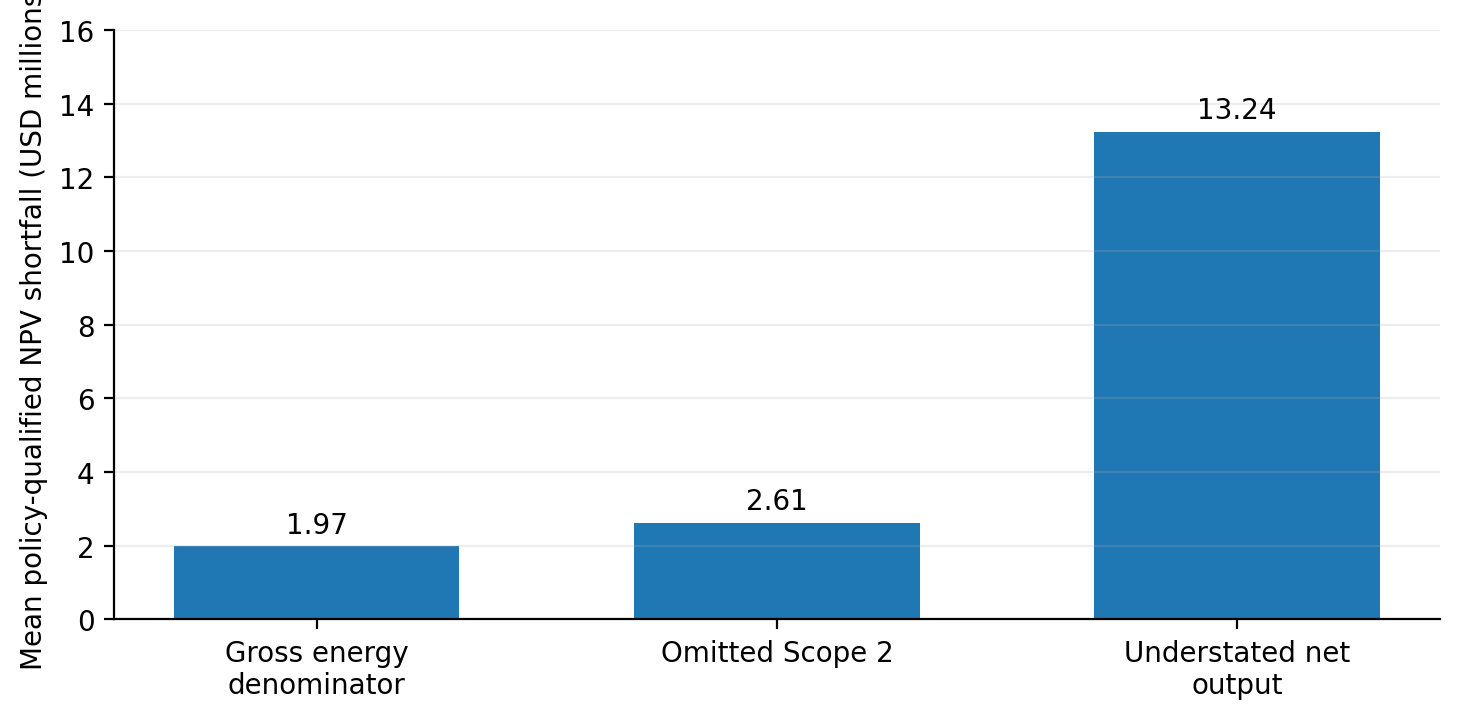 Mean policy-qualified NPV shortfall (USD millions
16
14
12
10
8
6
4
2
0
1.97
2.61
13.24
Gross energy
denominator
Omitted Scope 2
Understated net
output